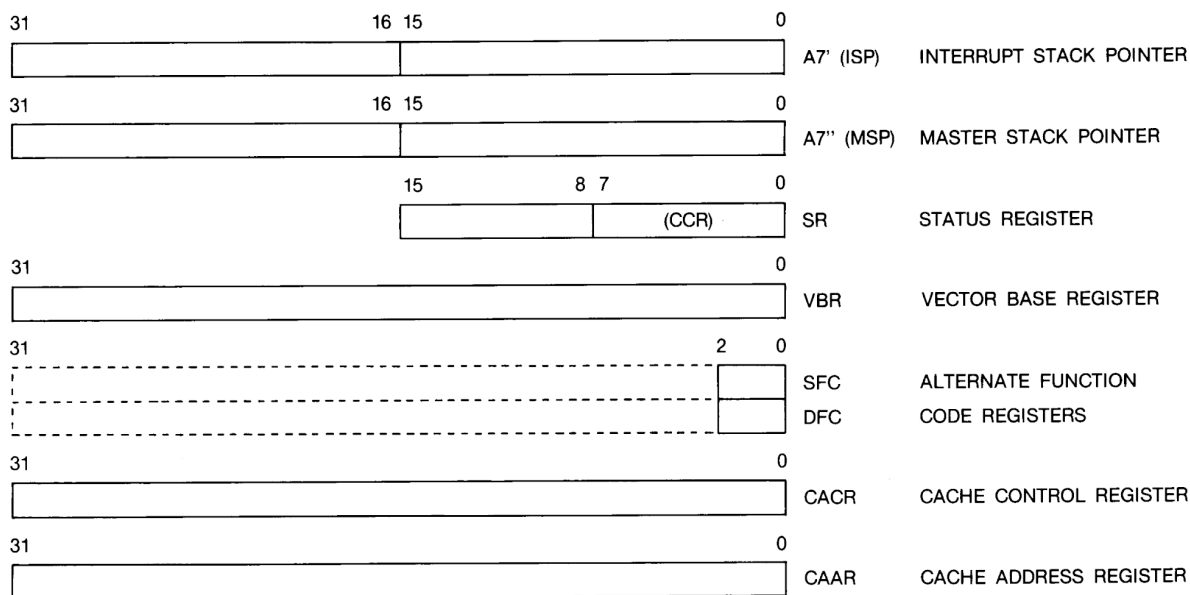 31 16 15 0
A7' (ISP) INTERRUPT STACK POINTER
31 16 15 0
A7'' (MSP) MASTER STACK POINTER
15 8 7 0
(CCR) SR STATUS REGISTER
31 0
VBR VECTOR BASE REGISTER
31 2 0
SFC ALTERNATE FUNCTION
DFC CODE REGISTERS
31 0
CACR CACHE CONTROL REGISTER
31 0
CAAR CACHE ADDRESS REGISTER